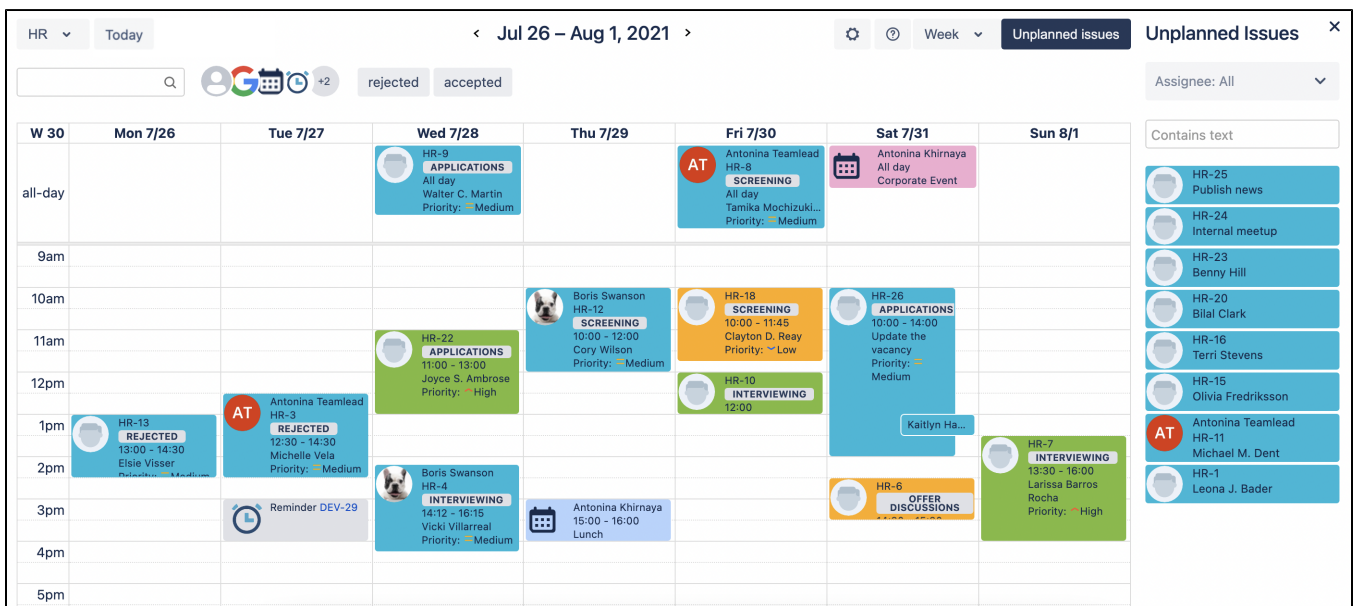 HR
Today
Jul 26 – Aug 1, 2021
Week
Unplanned issues
+2
rejected
accepted
W 30
Mon 7/26
Tue 7/27
Wed 7/28
Thu 7/29
Fri 7/30
Sat 7/31
Sun 8/1
all-day
HR-9
APPLICATIONS
All day
Walter C. Martin
Priority: Medium
AT
Antonina Teamlead
HR-8
SCREENING
All day
Tamika Mochizuki...
Priority: Medium
Antonina Khirnaya
All day
Corporate Event
9am
10am
11am
12pm
1pm
2pm
3pm
4pm
5pm
HR-13
REJECTED
13:00 - 14:30
Elsie Visser
Priority: Medium
AT
Antonina Teamlead
HR-3
REJECTED
12:30 - 14:30
Michelle Vela
Priority: Medium
Reminder DEV-29
HR-22
APPLICATIONS
11:00 - 13:00
Joyce S. Ambrose
Priority: High
Boris Swanson
HR-4
INTERVIEWING
14:12 - 16:15
Vicki Villarreal
Priority: Medium
Boris Swanson
HR-12
SCREENING
10:00 - 12:00
Cory Wilson
Priority: Medium
Antonina Khirnaya
15:00 - 16:00
Lunch
HR-18
SCREENING
10:00 - 11:45
Clayton D. Reay
Priority: Low
HR-10
INTERVIEWING
12:00
HR-26
APPLICATIONS
10:00 - 14:00
Update the
vacancy
Priority:
Medium
Kaitlyn Ha...
HR-6
OFFER
DISCUSSIONS
HR-7
INTERVIEWING
13:30 - 16:00
Larissa Barros
Rocha
Priority: High
Unplanned Issues
Assignee: All
Contains text
HR-25
Publish news
HR-24
Internal meetup
HR-23
Benny Hill
HR-20
Bilal Clark
HR-16
Terri Stevens
HR-15
Olivia Fredriksson
AT
Antonina Teamlead
HR-11
Michael M. Dent
HR-1
Leona J. Bader